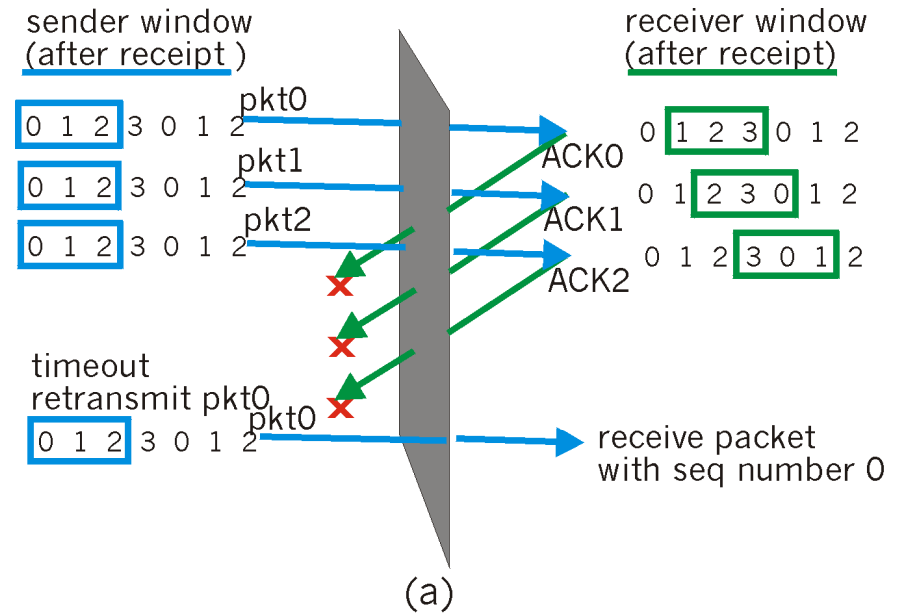 sender window
(after receipt )
receiver window
(after receipt)
0 1 2 3 0 1 2
pkt0
ACK0
0 1 2 3 0 1 2
0 1 2 3 0 1 2
pkt1
ACK1
0 1 2 3 0 1 2
0 1 2 3 0 1 2
pkt2
ACK2
0 1 2 3 0 1 2
timeout
retransmit pkt0
0 1 2 3 0 1 2
pkt0
receive packet
with seq number 0
(a)